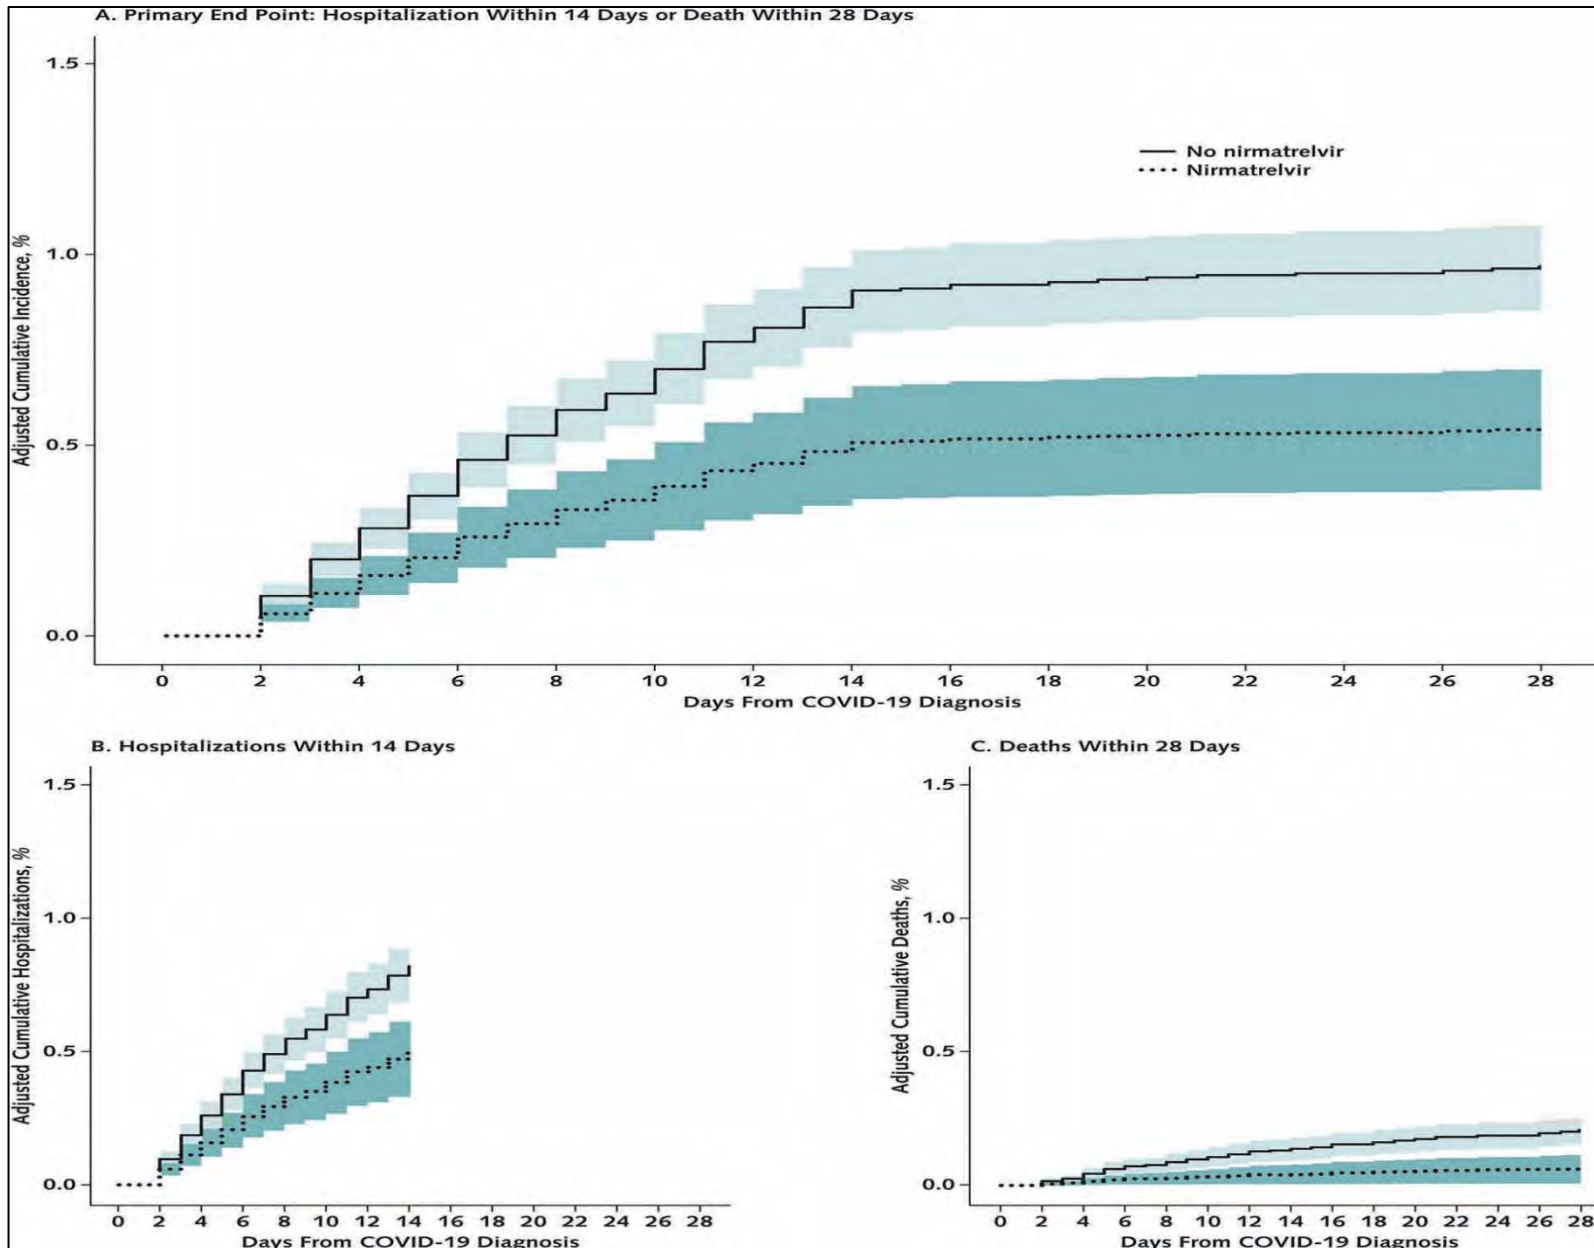 A. Primary End Point: Hospitalization Within 14 Days or Death Within 28 Days
Adjusted Cumulative Incidence, %
1.5
1.0
0.5
0.0
No nirmatrelvir
Nirmatrelvir
0 2 4 6 8 10 12 14 16 18 20 22 24 26 28
Days From COVID-19 Diagnosis
B. Hospitalizations Within 14 Days
Adjusted Cumulative Hospitalizations, %
1.5
1.0
0.5
0.0
0 2 4 6 8 10 12 14 16 18 20 22 24 26 28
Days From COVID-19 Diagnosis
C. Deaths Within 28 Days
Adjusted Cumulative Deaths, %
1.5
1.0
0.5
0.0
0 2 4 6 8 10 12 14 16 18 20 22 24 26 28
Days From COVID-19 Diagnosis